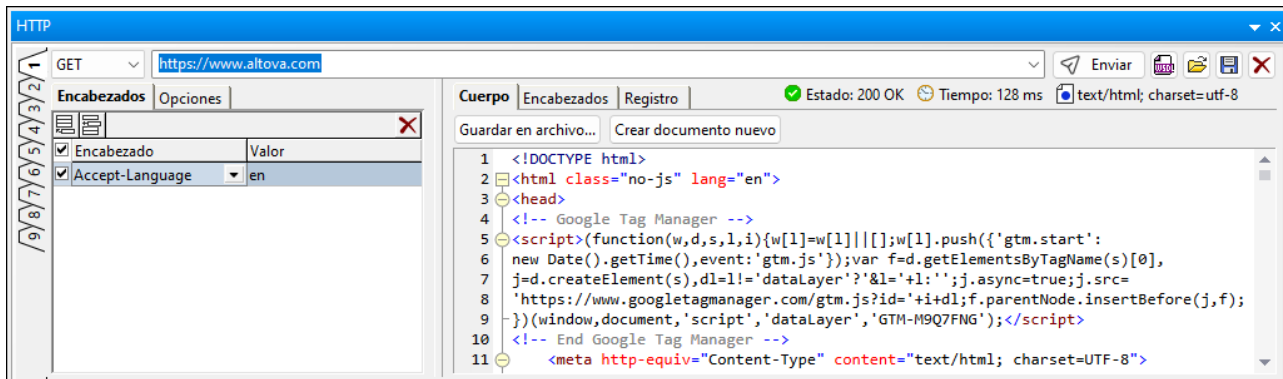 HTTP
GET https://www.altova.com Enviar
Encabezados Opciones
Encabezado Valor
Accept-Language en
1
2
3
4
5
6
7
8
9
Cuerpo Encabezados Registro Estado: 200 OK Tiempo: 128 ms text/html; charset=utf-8
Guardar en archivo... Crear documento nuevo
1 <!DOCTYPE html>
2 <html class="no-js" lang="en">
3 <head>
4 <!-- Google Tag Manager -->
5 <script>(function(w,d,s,l,i){w[l]=w[l]||[];w[l].push({'gtm.start':
6 new Date().getTime(),event:'gtm.js'});var f=d.getElementsByTagName(s)[0],
7 j=d.createElement(s),dl=l!='dataLayer'?'&l='+l:'';j.async=true;j.src=
8 'https://www.googletagmanager.com/gtm.js?id='+i+dl;f.parentNode.insertBefore(j,f);
9 })(window,document,'script','dataLayer','GTM-M9Q7FNG');</script>
10 <!-- End Google Tag Manager -->
11 <meta http-equiv="Content-Type" content="text/html; charset=UTF-8">